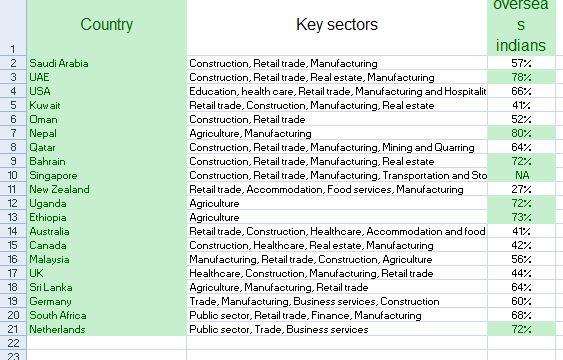 oversea
s
Country Key sectors indians
1
2 Saudi Arabia Construction, Retail trade, Manufacturing 57%
3 UAE Construction, Retail trade, Real estate, Manufacturing 78%
4 USA Education, health care, Retail trade, Manufacturing and Hospitalit 66%
5 Kuwait Retail trade, Construction, Manufacturing, Real estate 41%
6 Oman Construction, Retail trade 52%
7 Nepal Agriculture, Manufacturing 80%
8 Qatar Construction, Retail trade, Manufacturing, Mining and Quarring 64%
9 Bahrain Construction, Retail trade, Manufacturing, Real estate 72%
10 Singapore Construction, Retail trade, Manufacturing, Transportation and Sto NA
11 New Zealand Retail trade, Accommodation, Food services, Manufacturing 27%
12 Uganda Agriculture 72%
13 Ethiopia Agriculture 73%
14 Australia Retail trade, Construction, Healthcare, Accommodation and food 41%
15 Canada Construction, Healthcare, Real estate, Manufacturing 42%
16 Malaysia Manufacturing, Retail trade, Construction, Agriculture 56%
17 UK Healthcare, Construction, Manufacturing, Retail trade 44%
18 Sri Lanka Agriculture, Manufacturing, Retail trade 64%
19 Germany Trade, Manufacturing, Business services, Construction 60%
20 South Africa Public sector, Retail trade, Finance, Manufacturing 68%
21 Netherlands Public sector, Trade, Business services 72%
22
23